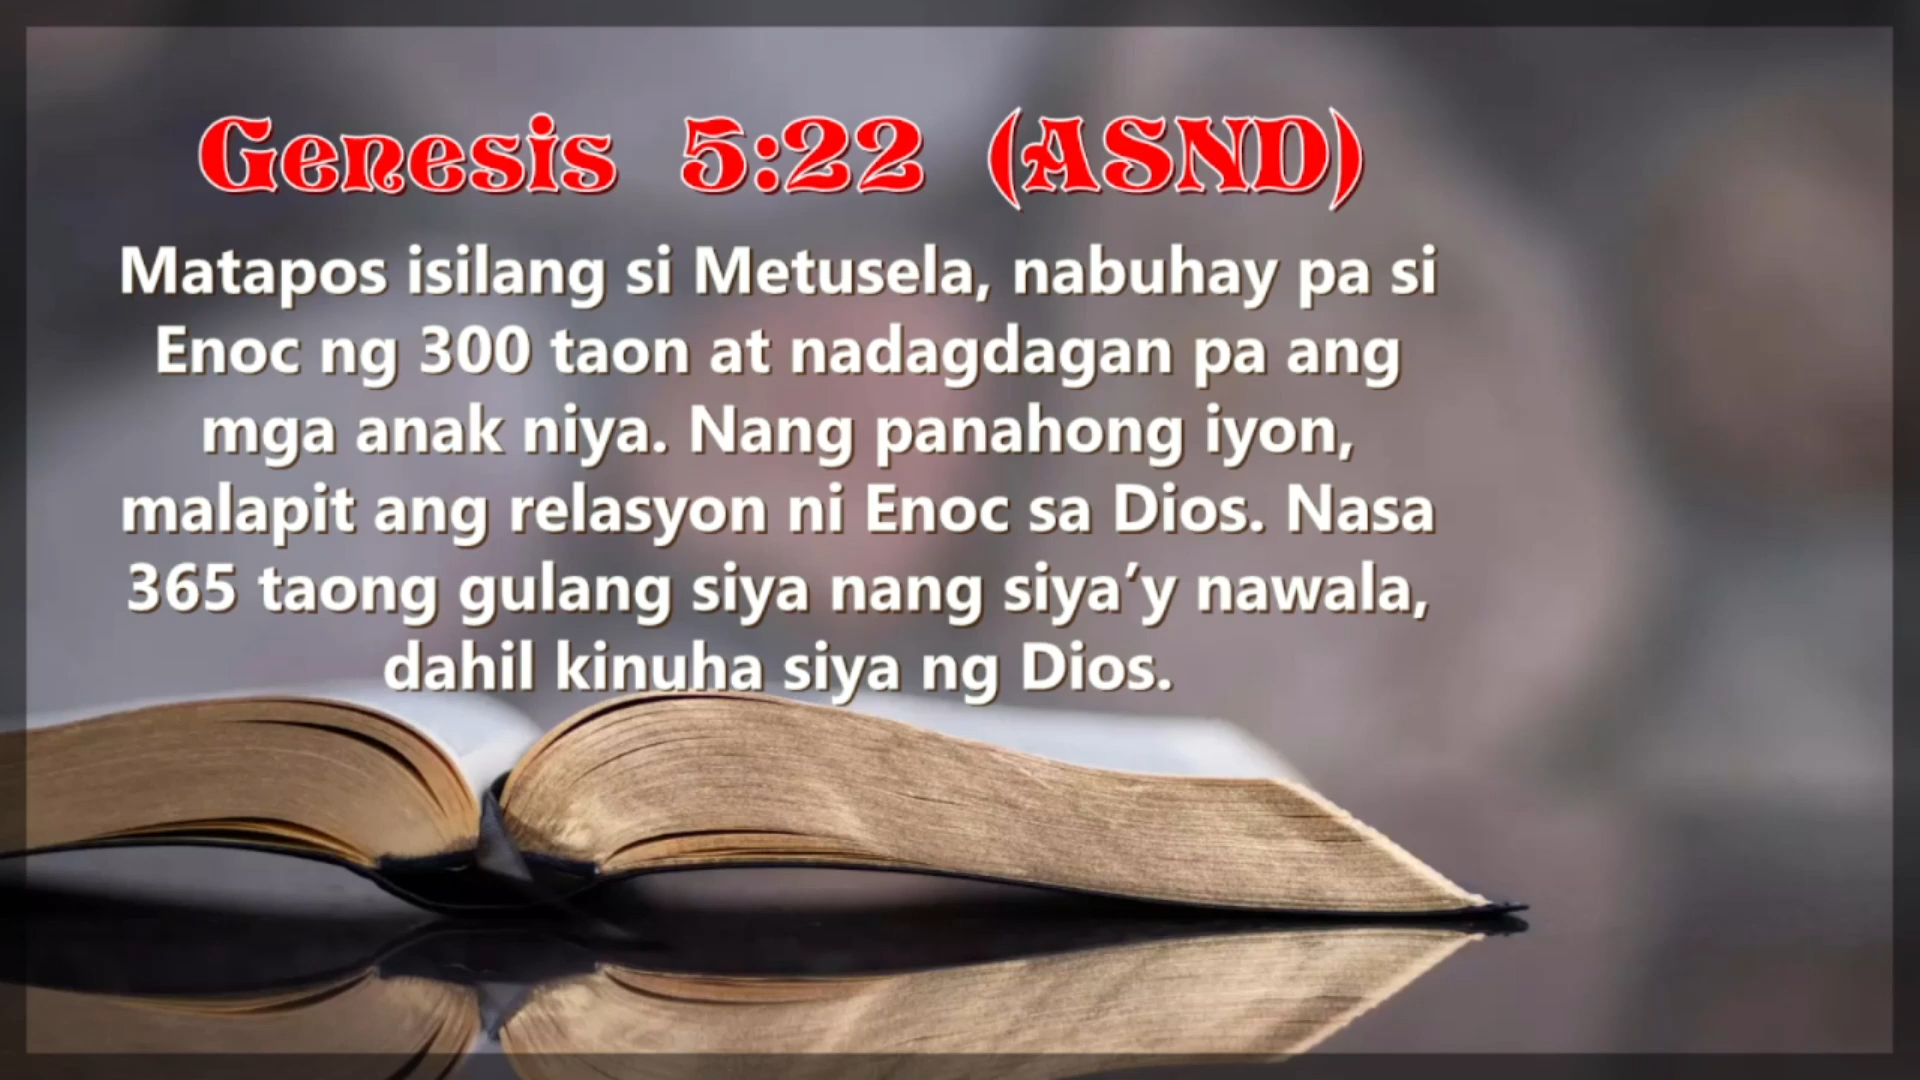 Genesis 5:22 (ASND)
Matapos isilang si Metusela, nabuhay pa si
Enoc ng 300 taon at nadagdagan pa ang
mga anak niya. Nang panahong iyon,
malapit ang relasyon ni Enoc sa Dios. Nasa
365 taong gulang siya nang siya’y nawala,
dahil kinuha siya ng Dios.